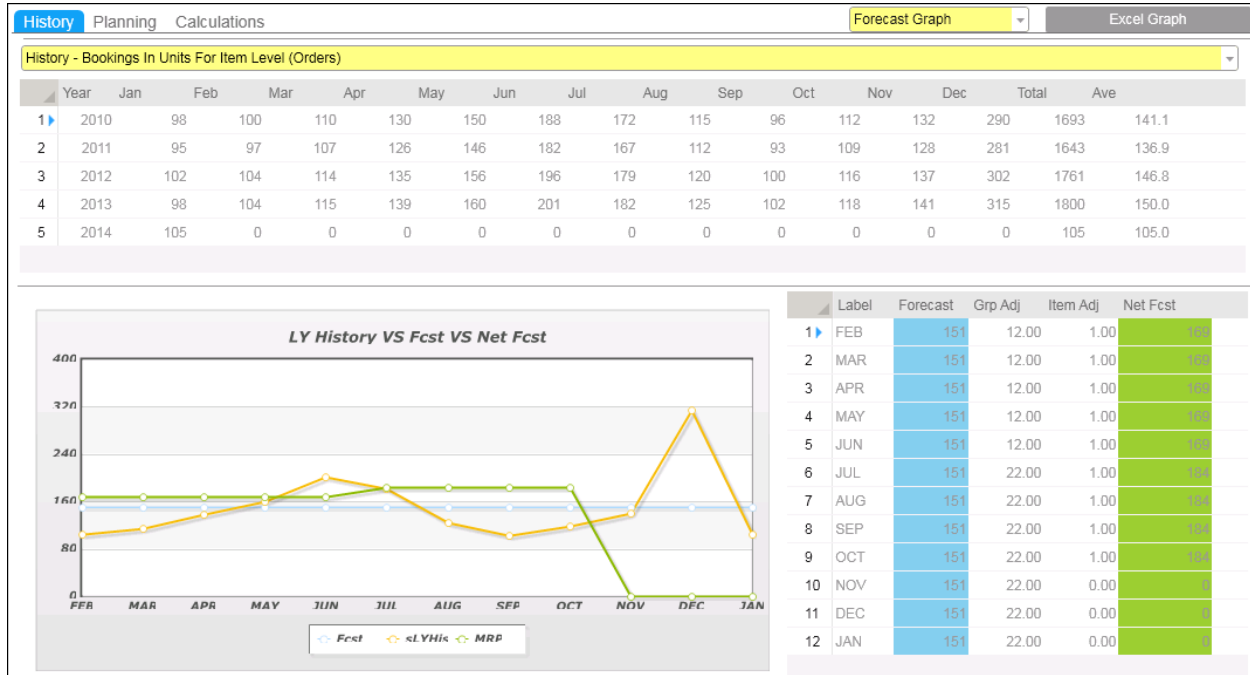 History Planning Calculations Forecast Graph Excel Graph
History - Bookings In Units For Item Level (Orders)
Year Jan Feb Mar Apr May Jun Jul Aug Sep Oct Nov Dec Total Ave
1 2010 98 100 110 130 150 188 172 115 96 112 132 290 1693 141.1
2 2011 95 97 107 126 146 182 167 112 93 109 128 281 1643 136.9
3 2012 102 104 114 135 156 196 179 120 100 116 137 302 1761 146.8
4 2013 98 104 115 139 160 201 182 125 102 118 141 315 1800 150.0
5 2014 105 0 0 0 0 0 0 0 0 0 0 0 105 105.0
LY History VS Fcst VS Net Fcst
400
320
240
160
80
0
FEB MAR APR MAY JUN JUL AUG SEP OCT NOV DEC JAN
Fcst sLYHis MRP
Label Forecast Grp Adj Item Adj Net Fcst
1 FEB 151 12.00 1.00 169
2 MAR 151 12.00 1.00 169
3 APR 151 12.00 1.00 169
4 MAY 151 12.00 1.00 169
5 JUN 151 12.00 1.00 169
6 JUL 151 22.00 1.00 184
7 AUG 151 22.00 1.00 184
8 SEP 151 22.00 1.00 184
9 OCT 151 22.00 1.00 184
10 NOV 151 22.00 0.00 0
11 DEC 151 22.00 0.00 0
12 JAN 151 22.00 0.00 0